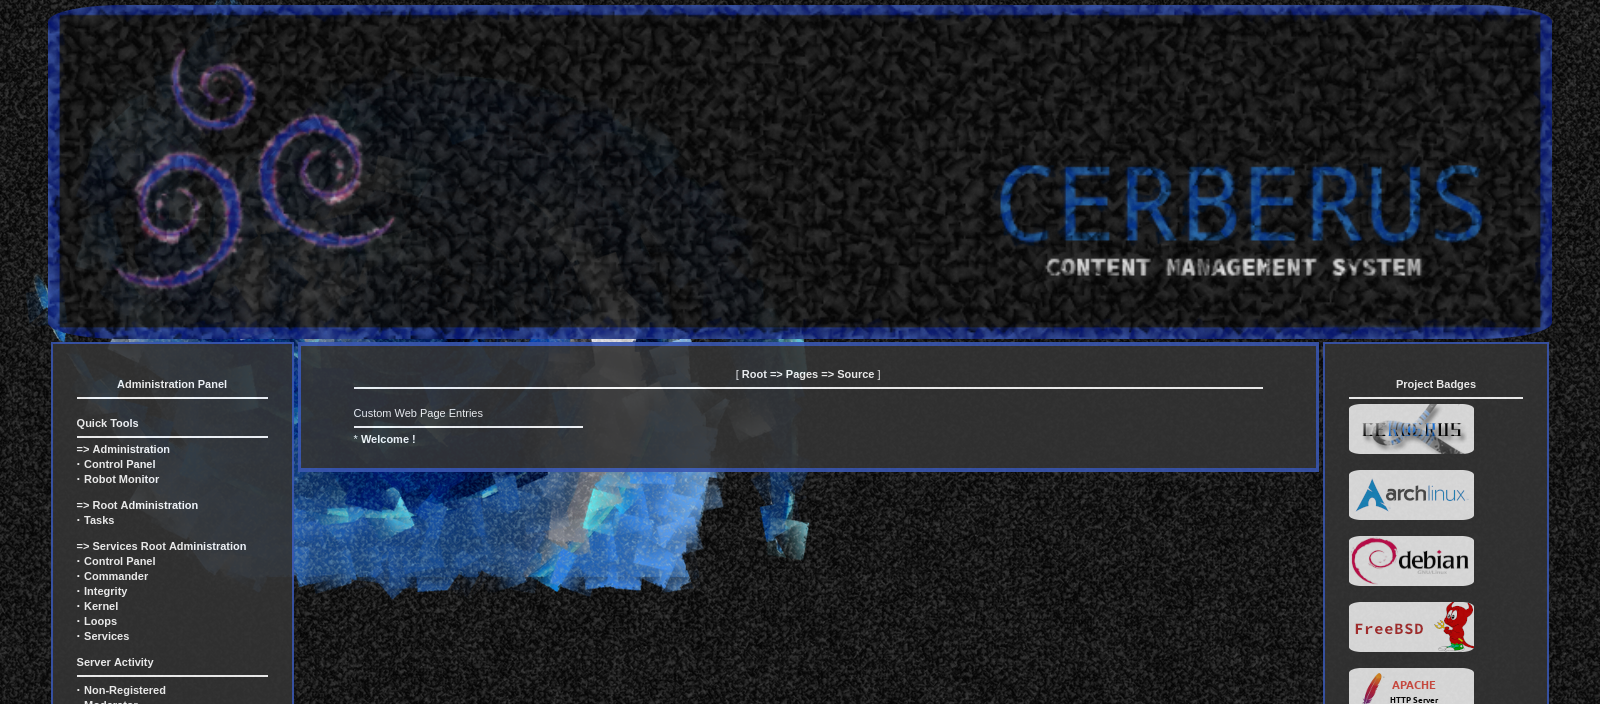 CERBERUS
CONTENT MANAGEMENT SYSTEM
Administration Panel
Quick Tools
=> Administration
· Control Panel
· Robot Monitor
=> Root Administration
· Tasks
=> Services Root Administration
· Control Panel
· Commander
· Integrity
· Kernel
· Loops
· Services
Server Activity
· Non-Registered
· Moderator
[ Root => Pages => Source ]
Custom Web Page Entries
* Welcome !
Project Badges
CERBERUS
archlinux
debian
FreeBSD
APACHE
HTTP Server